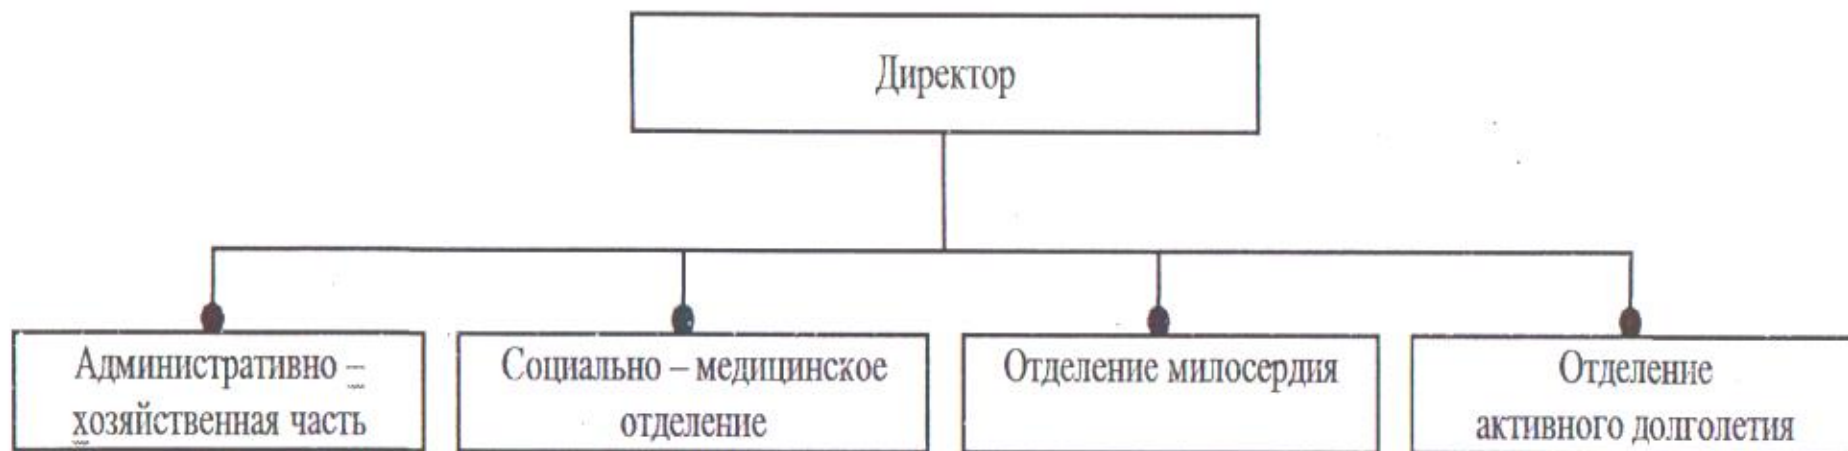 Директор
Административно –
хозяйственная часть
Социально – медицинское
отделение
Отделение милосердия
Отделение
активного долголетия